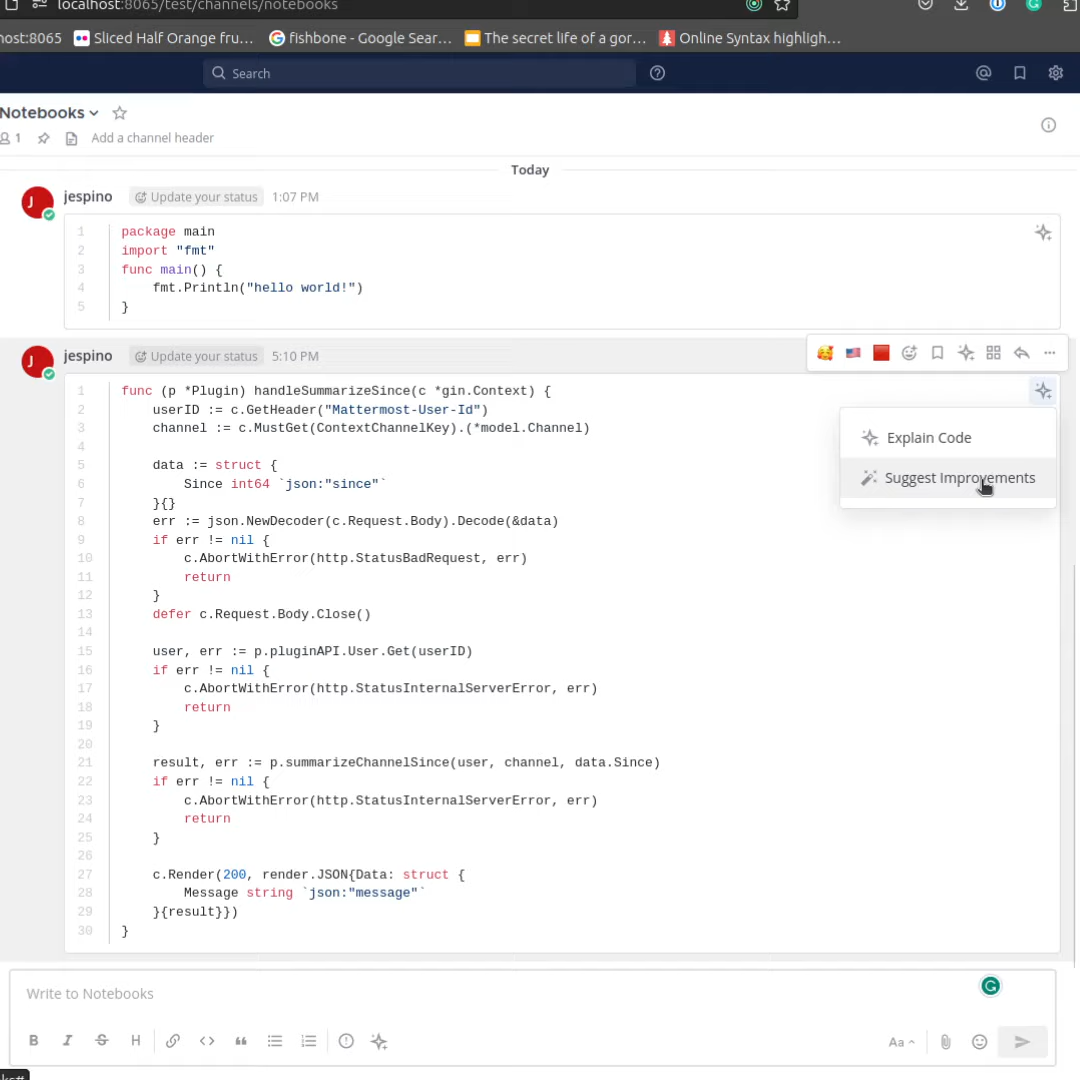 localhost:8065/test/channels/notebooks
host:8065 Sliced Half Orange fru... fishbone - Google Sear... The secret life of a gor... Online Syntax highligh...
Search
Notebooks
1 Add a channel header
Today
jespino Update your status 1:07 PM
1 package main
2 import "fmt"
3 func main() {
4 fmt.Println("hello world!")
5 }
jespino Update your status 5:10 PM
1 func (p *Plugin) handleSummarizeSince(c *gin.Context) {
2 userID := c.GetHeader("Mattermost-User-Id")
3 channel := c.MustGet(ContextChannelKey).(*model.Channel)
4
5 data := struct {
6 Since int64 `json:"since"`
7 }{}
8 err := json.NewDecoder(c.Request.Body).Decode(&data)
9 if err != nil {
10 c.AbortWithError(http.StatusBadRequest, err)
11 return
12 }
13 defer c.Request.Body.Close()
14
15 user, err := p.pluginAPI.User.Get(userID)
16 if err != nil {
17 c.AbortWithError(http.StatusInternalServerError, err)
18 return
19 }
20
21 result, err := p.summarizeChannelSince(user, channel, data.Since)
22 if err != nil {
23 c.AbortWithError(http.StatusInternalServerError, err)
24 return
25 }
26
27 c.Render(200, render.JSON{Data: struct {
28 Message string `json:"message"`
29 }{result}})
30 }
Explain Code
Suggest Improvements
Write to Notebooks
B I S H Aa